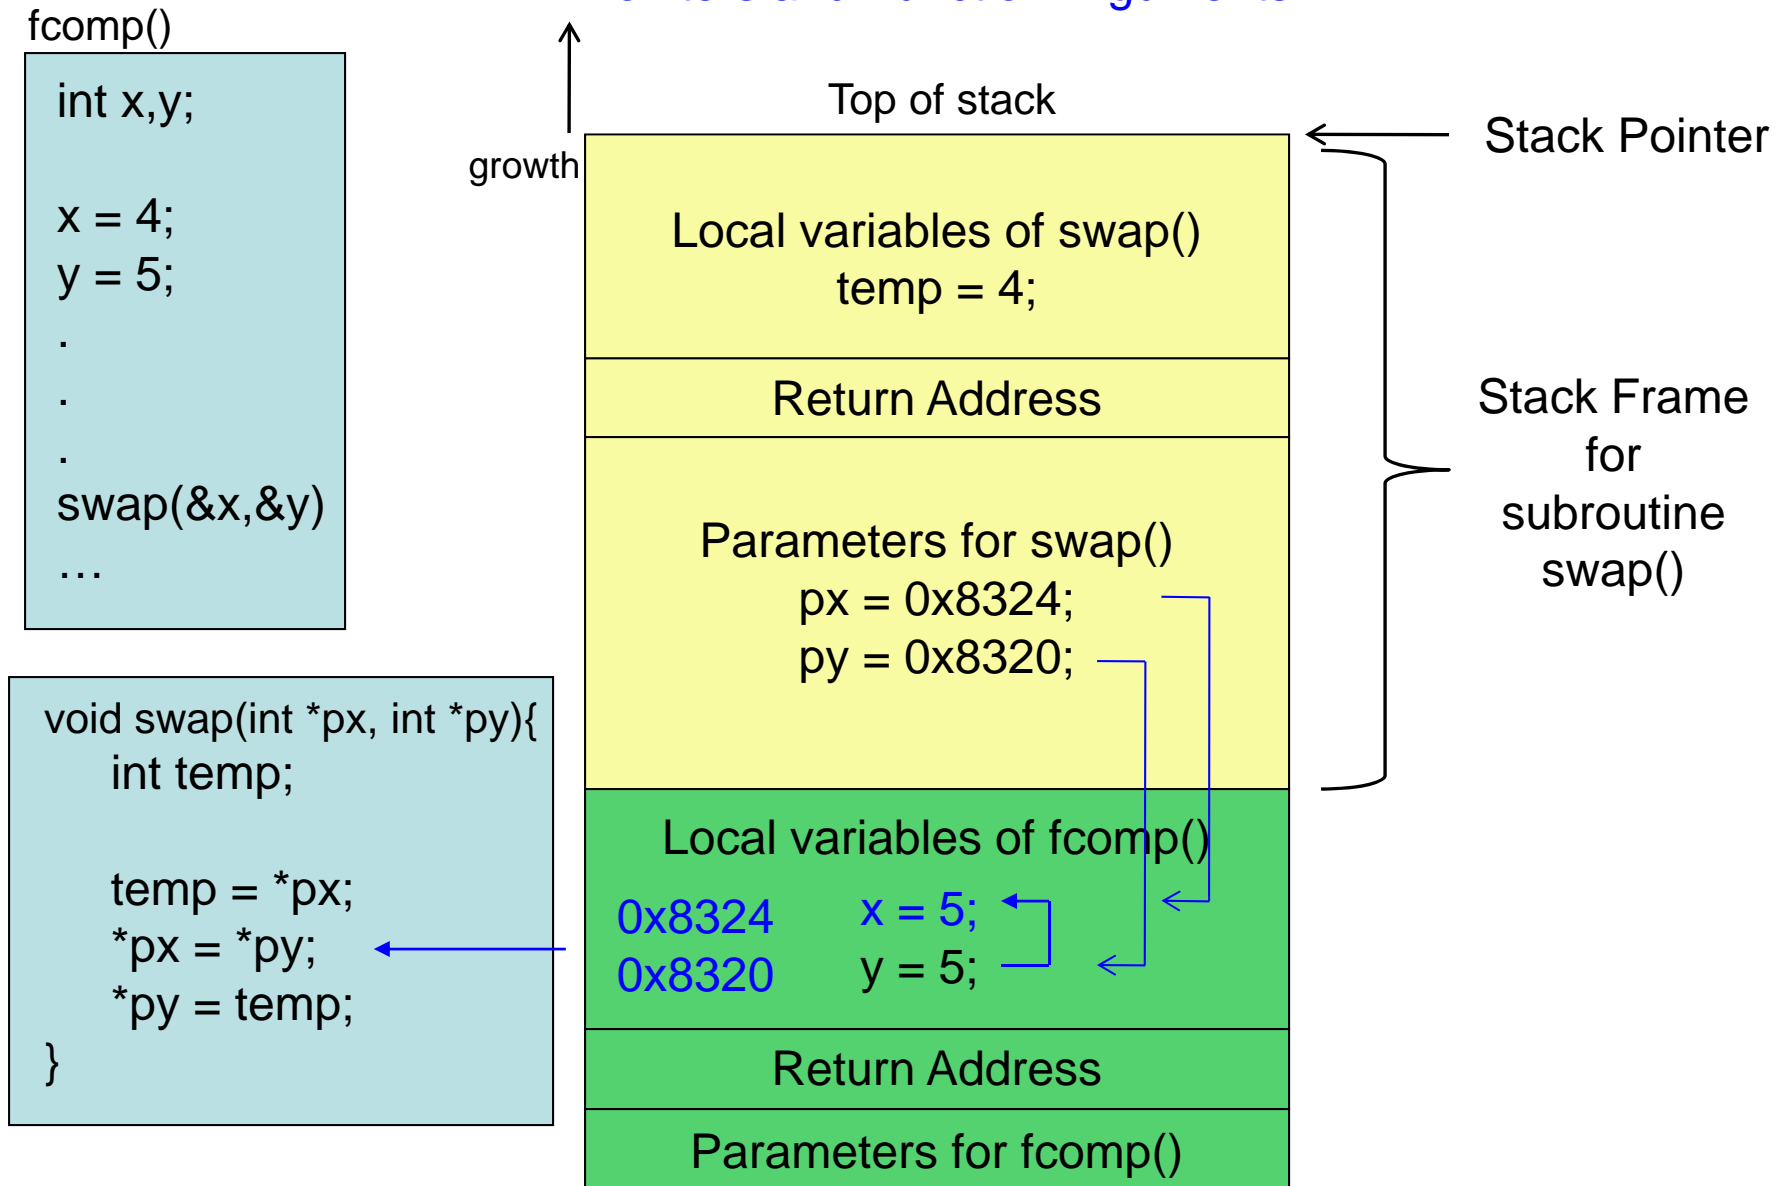 fcomp()
int x,y;
x = 4;
y = 5;
.
.
.
swap(&x,&y)
…
void swap(int *px, int *py){
int temp;
temp = *px;
*px = *py;
*py = temp;
}
growth
Top of stack
Local variables of swap()
temp = 4;
Return Address
Parameters for swap()
px = 0x8324;
py = 0x8320;
Local variables of fcomp()
0x8324 x = 5;
0x8320 y = 5;
Return Address
Parameters for fcomp()
Stack Pointer
Stack Frame
for
subroutine
swap()